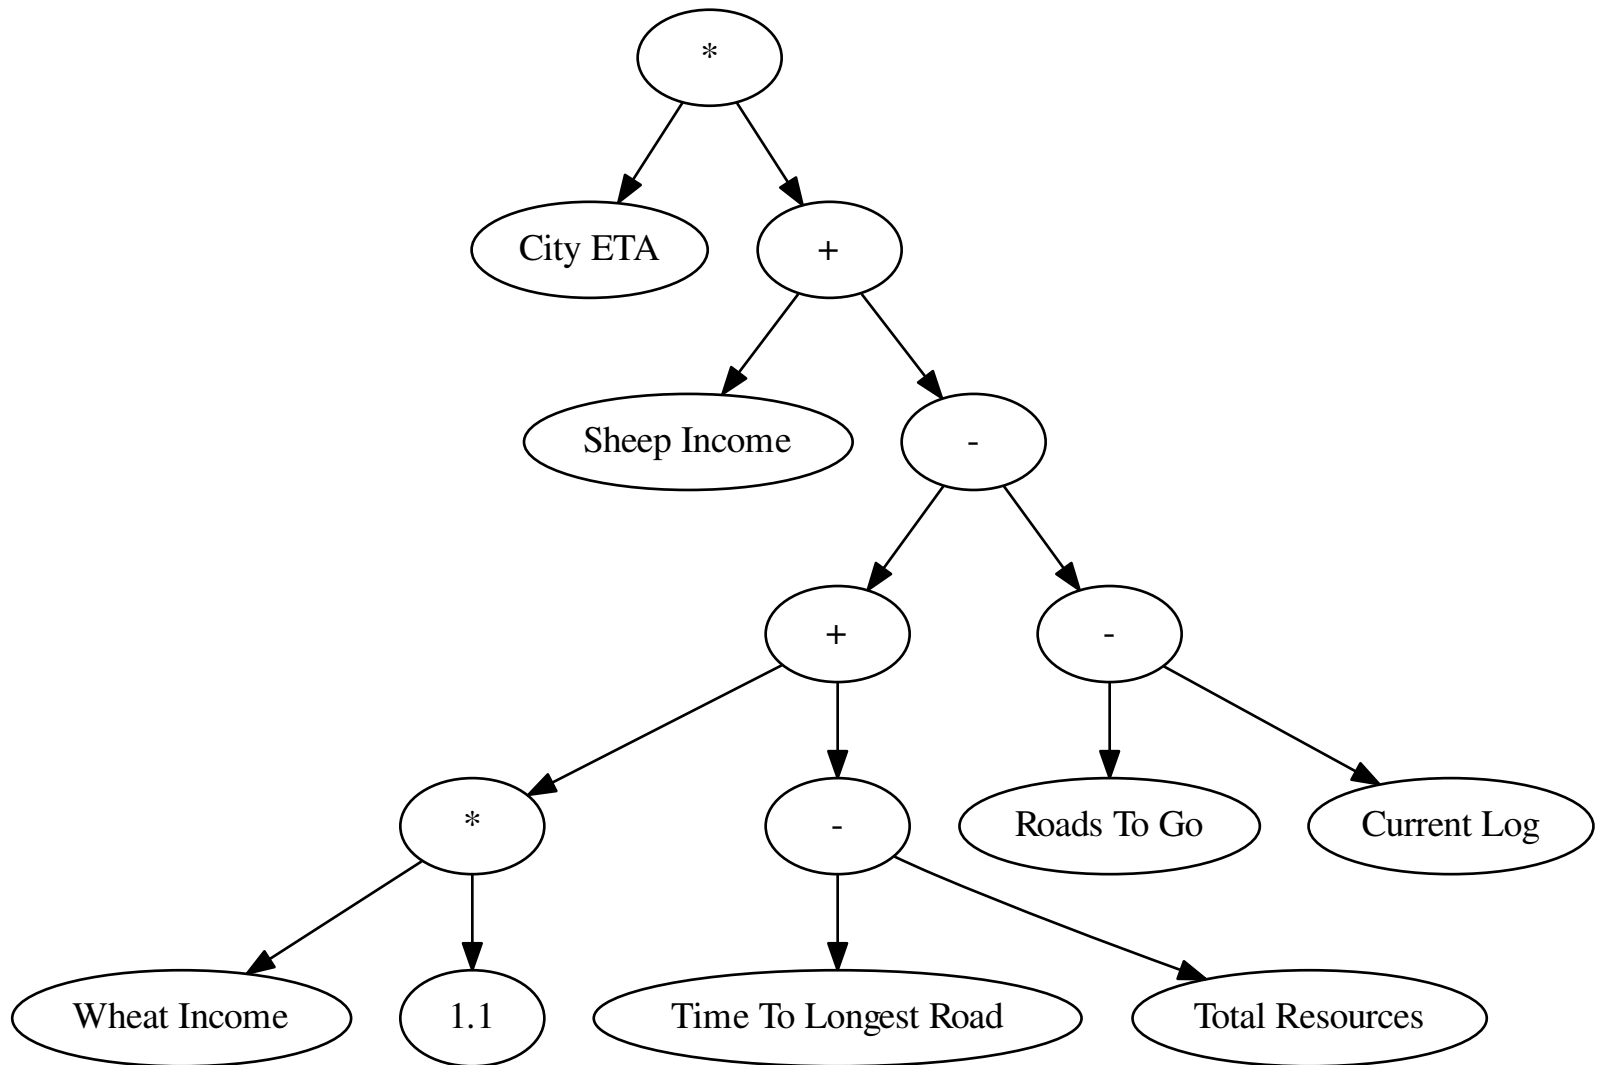 *
City ETA
+
Sheep Income
-
+
-
*
-
Roads To Go
Current Log
Wheat Income
1.1
Time To Longest Road
Total Resources